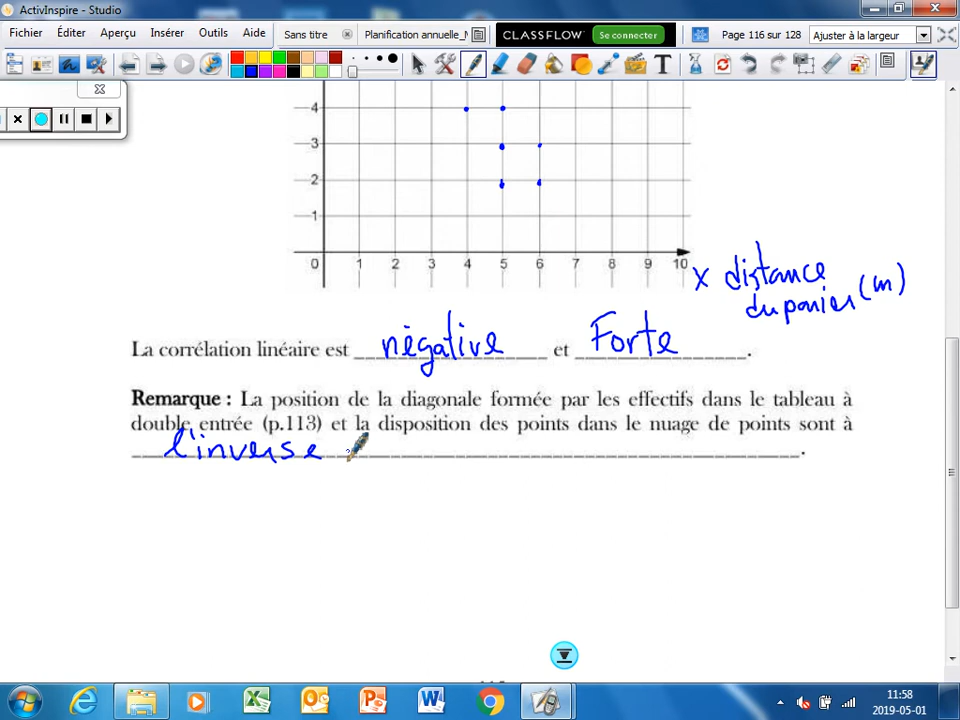 ActivInspire - Studio
Fichier Éditer Aperçu Insérer Outils Aide Sans titre Planification annuelle_N CLASSFLOW Se connecter Page 116 sur 128 Ajuster à la largeur
4
3
2
1
0 1 2 3 4 5 6 7 8 9 10
x distance
du panier (m)
La corrélation linéaire est négative et Forte.
Remarque : La position de la diagonale formée par les effectifs dans le tableau à
double entrée (p.113) et la disposition des points dans le nuage de points sont à
l'inverse.
11:58
2019-05-01